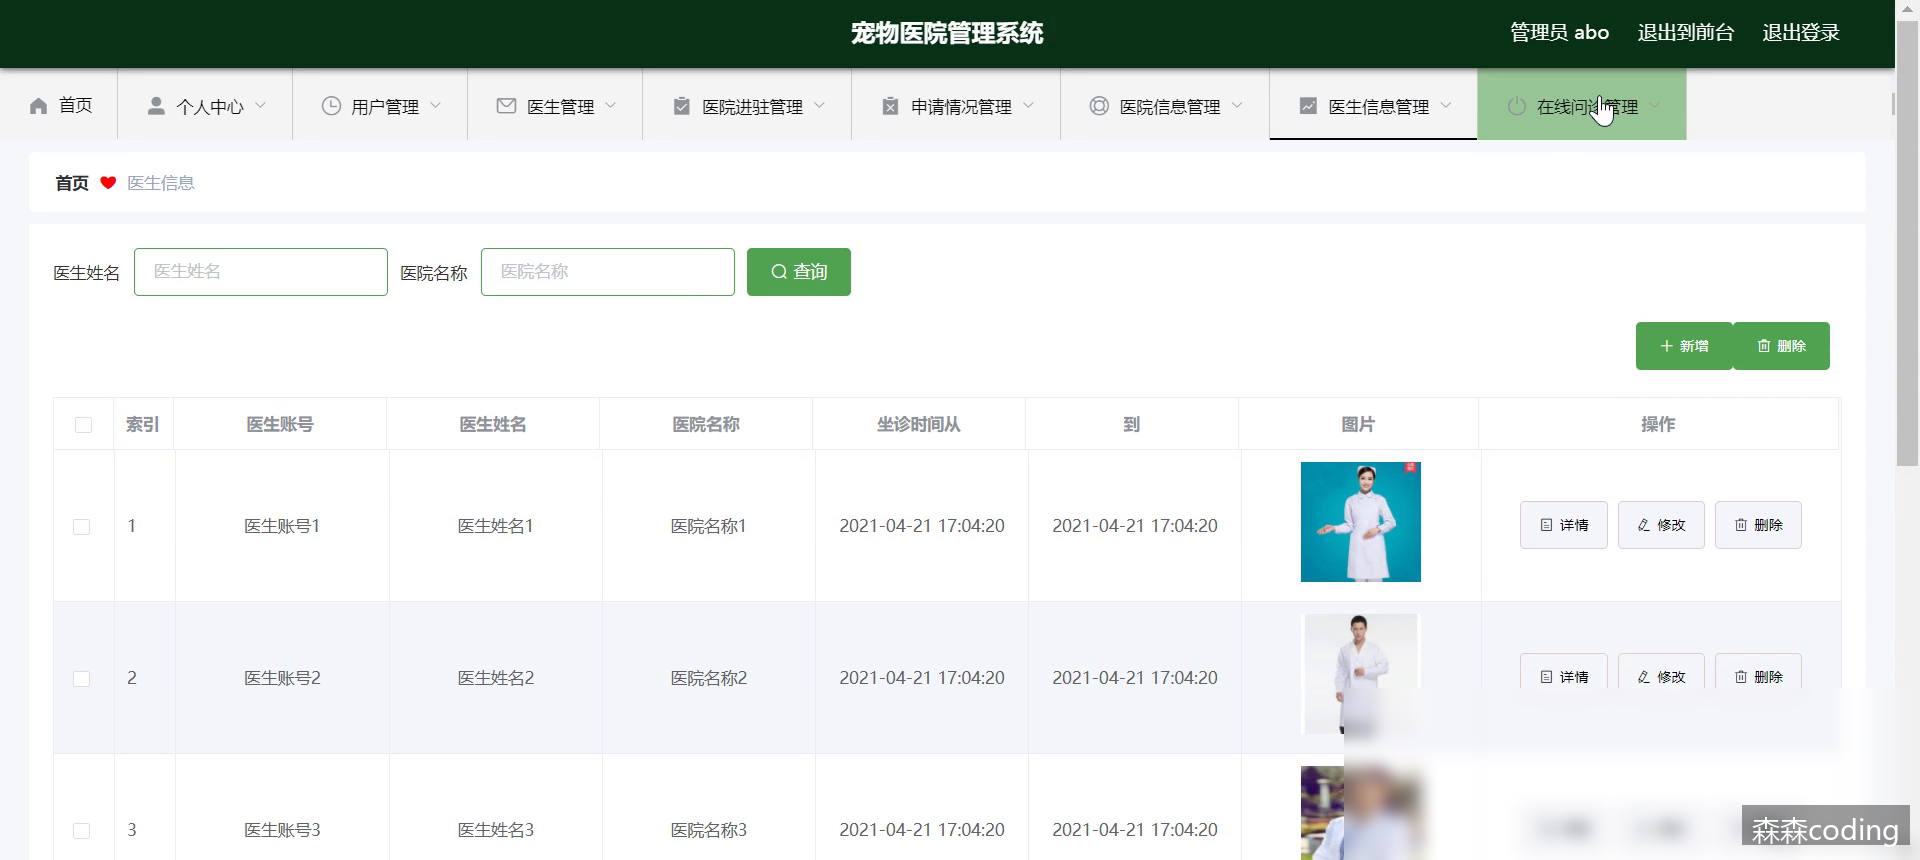 宠物医院管理系统
管理员 abo 退出到前台 退出登录
首页 个人中心 用户管理 医生管理 医院进驻管理 申请情况管理 医院信息管理 医生信息管理 在线问诊管理
首页 医生信息
医生姓名 医生姓名 医院名称 医院名称 查询
新增 删除
索引 医生账号 医生姓名 医院名称 坐诊时间从 到 图片 操作
1 医生账号1 医生姓名1 医院名称1 2021-04-21 17:04:20 2021-04-21 17:04:20 详情 修改 删除
2 医生账号2 医生姓名2 医院名称2 2021-04-21 17:04:20 2021-04-21 17:04:20 详情 修改 删除
3 医生账号3 医生姓名3 医院名称3 2021-04-21 17:04:20 2021-04-21 17:04:20
森森coding